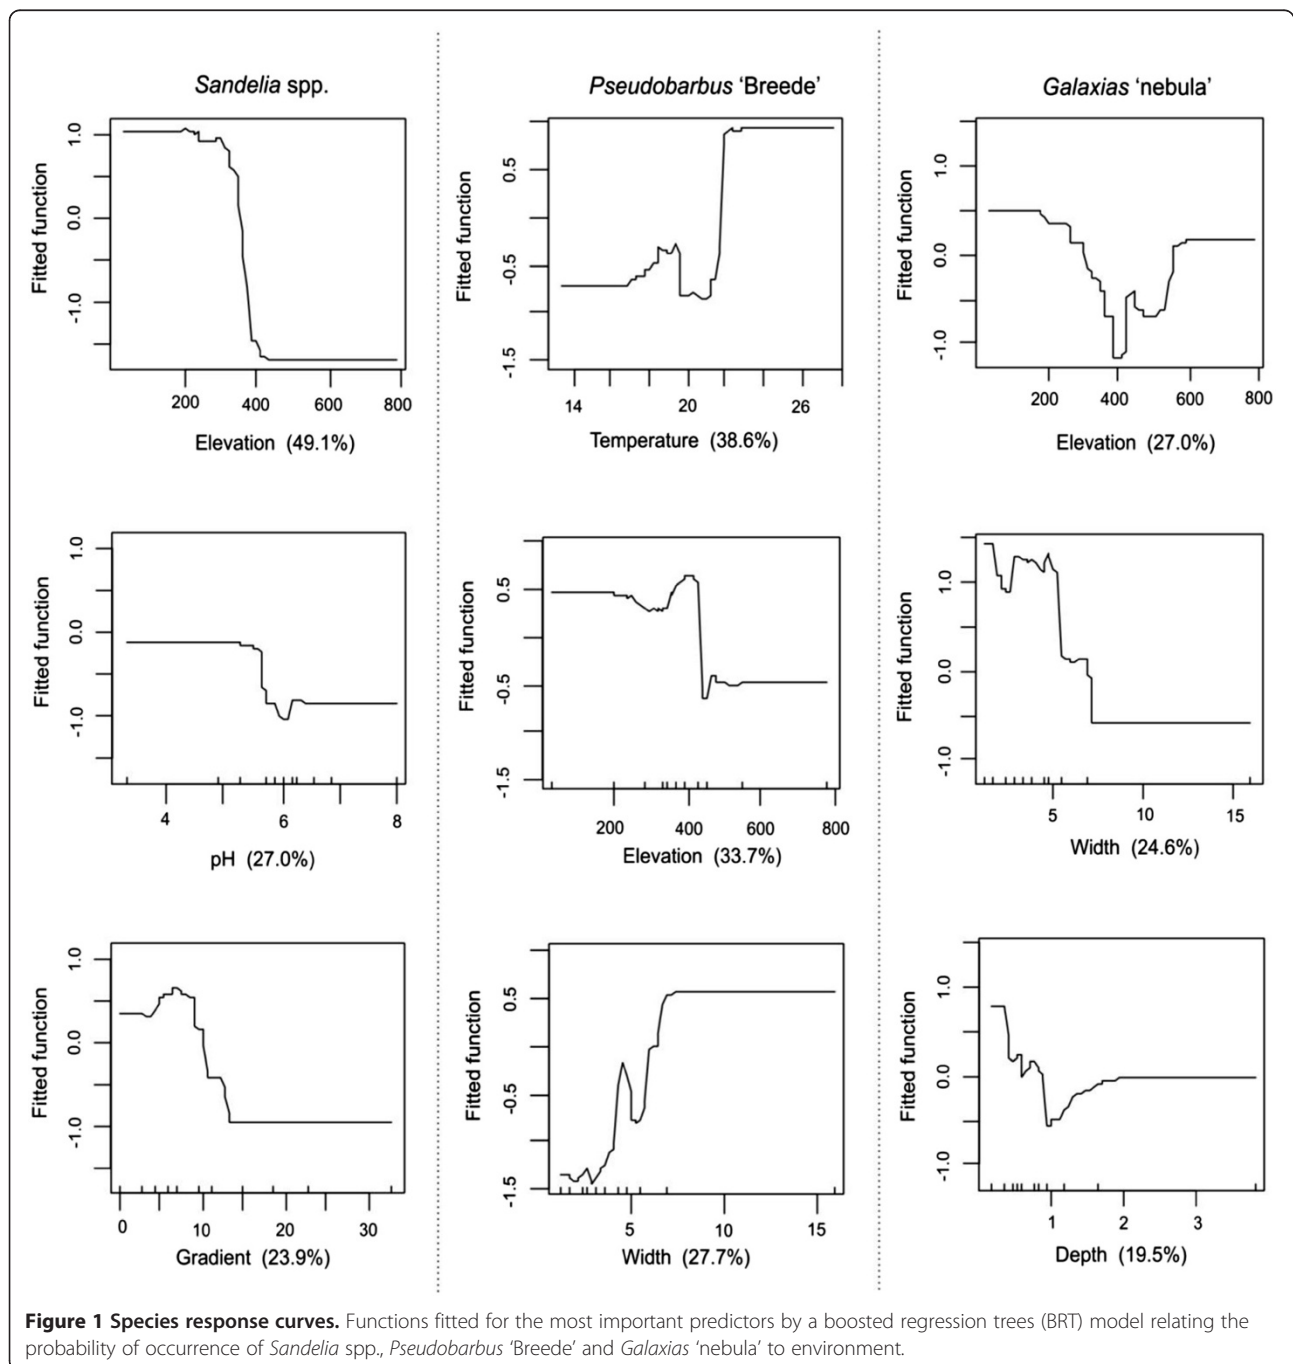 Sandelia spp.
Pseudobarbus 'Breede'
Galaxias 'nebula'
Fitted function
1.0
0.0
-1.0
200 400 600 800
Elevation (49.1%)
Fitted function
0.5
-0.5
-1.5
14 20 26
Temperature (38.6%)
Fitted function
1.0
0.0
-1.0
200 400 600 800
Elevation (27.0%)
Fitted function
1.0
0.0
-1.0
4 6 8
pH (27.0%)
Fitted function
0.5
-0.5
-1.5
200 400 600 800
Elevation (33.7%)
Fitted function
1.0
0.0
-1.0
5 10 15
Width (24.6%)
Fitted function
1.0
0.0
-1.0
0 10 20 30
Gradient (23.9%)
Fitted function
0.5
-0.5
-1.5
5 10 15
Width (27.7%)
Fitted function
1.0
0.0
-1.0
1 2 3
Depth (19.5%)
Figure 1 Species response curves. Functions fitted for the most important predictors by a boosted regression trees (BRT) model relating the
probability of occurrence of Sandelia spp., Pseudobarbus 'Breede' and Galaxias 'nebula' to environment.